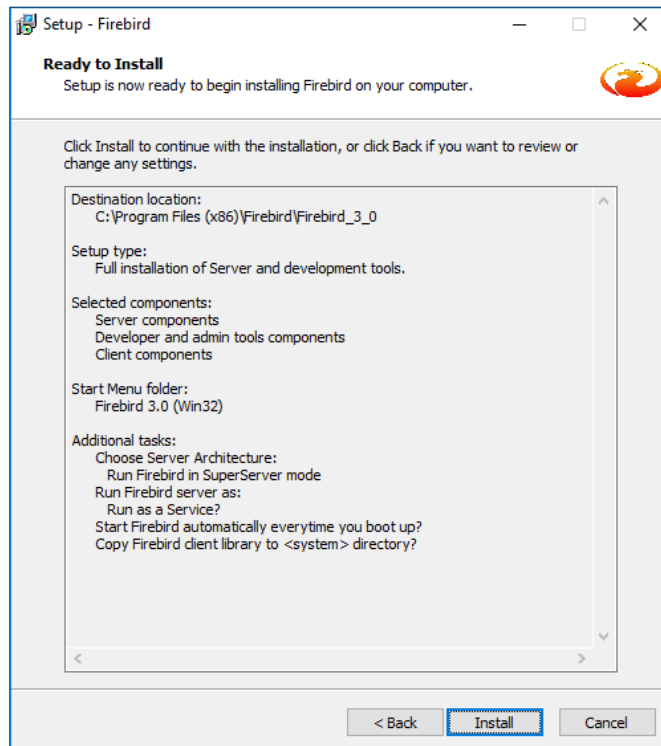 Setup - Firebird
Ready to Install
Setup is now ready to begin installing Firebird on your computer.
Click Install to continue with the installation, or click Back if you want to review or
change any settings.
Destination location:
C:\Program Files (x86)\Firebird\Firebird_3_0
Setup type:
Full installation of Server and development tools.
Selected components:
Server components
Developer and admin tools components
Client components
Start Menu folder:
Firebird 3.0 (Win32)
Additional tasks:
Choose Server Architecture:
Run Firebird in SuperServer mode
Run Firebird server as:
Run as a Service?
Start Firebird automatically everytime you boot up?
Copy Firebird client library to <system> directory?
< Back
Install
Cancel